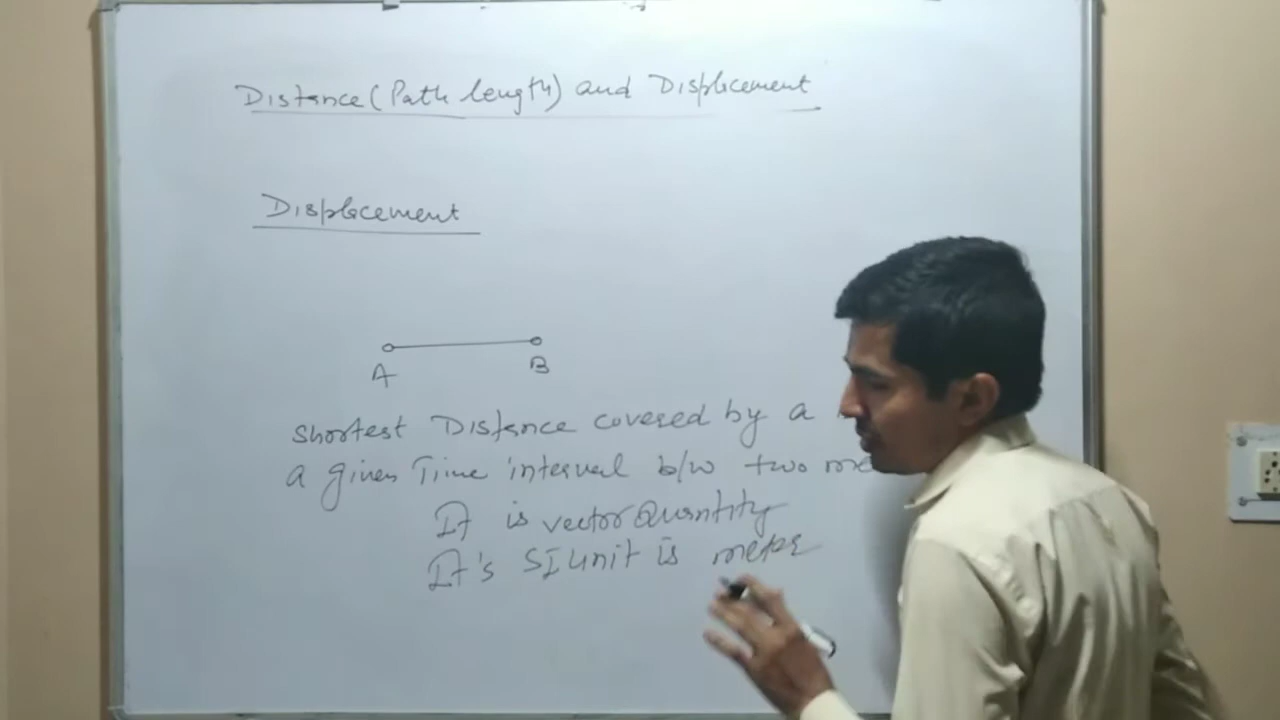 Distance (Path length) and Displacement
Displacement
A B
shortest Distance covered by a
a given Time interval b/w two
It is vector Quantity
It's SI unit is metre